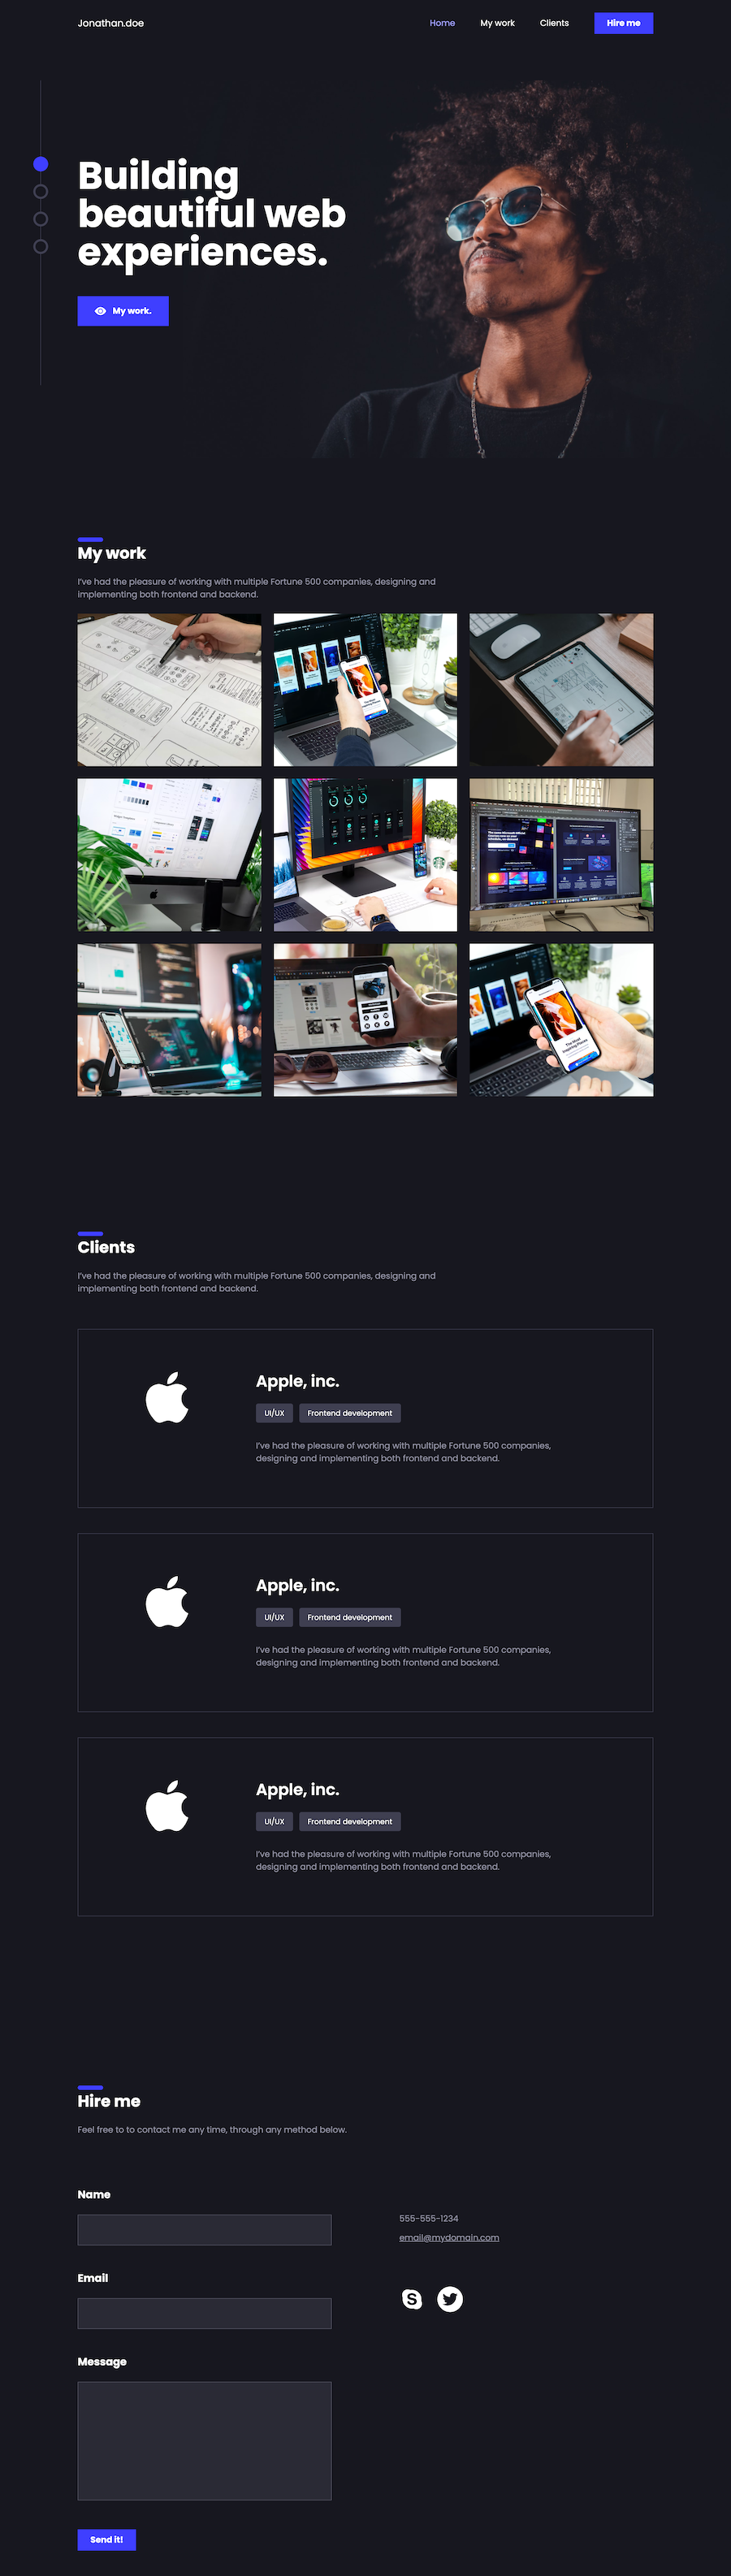 Jonathan.doe
Home
My work
Clients
Hire me
Building
beautiful web
experiences.
My work.
My work
I've had the pleasure of working with multiple Fortune 500 companies, designing and
implementing both frontend and backend.
Clients
I've had the pleasure of working with multiple Fortune 500 companies, designing and
implementing both frontend and backend.
Apple, inc.
UI/UX
Frontend development
I've had the pleasure of working with multiple Fortune 500 companies,
designing and implementing both frontend and backend.
Apple, inc.
UI/UX
Frontend development
I've had the pleasure of working with multiple Fortune 500 companies,
designing and implementing both frontend and backend.
Apple, inc.
UI/UX
Frontend development
I've had the pleasure of working with multiple Fortune 500 companies,
designing and implementing both frontend and backend.
Hire me
Feel free to to contact me any time, through any method below.
Name
555-555-1234
email@mydomain.com
Email
Message
Send it!